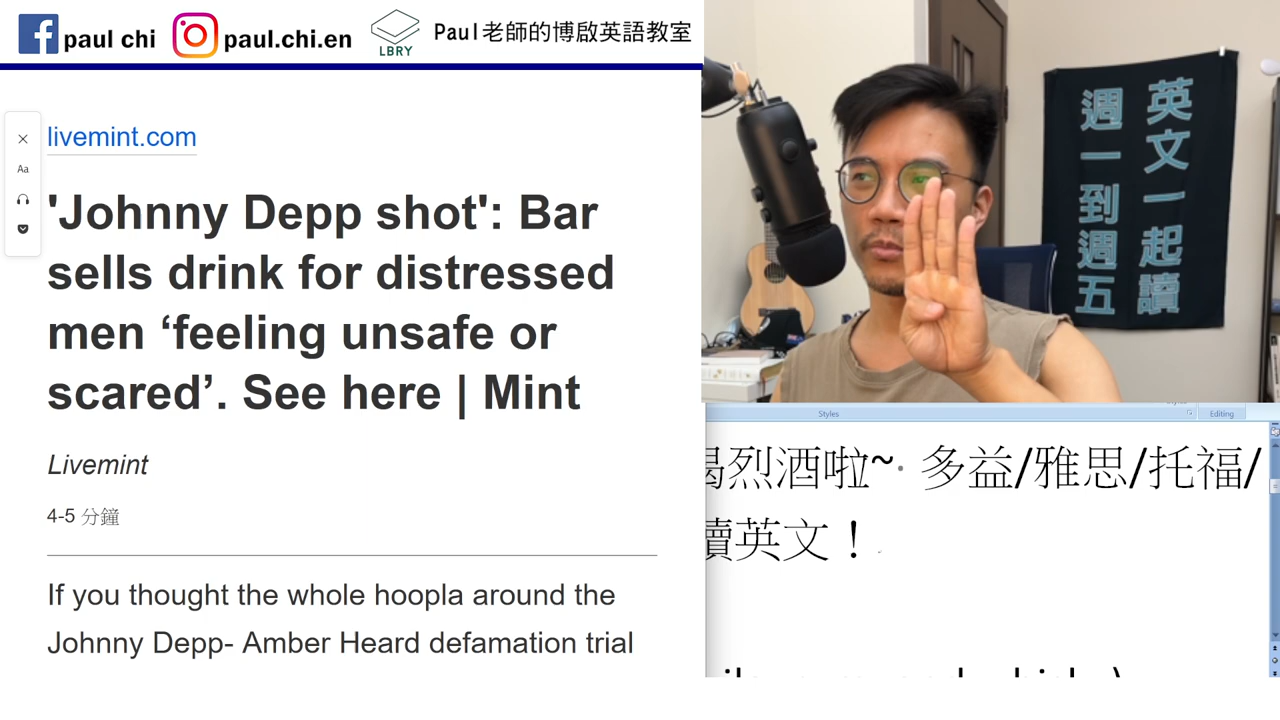 paul chi
paul.chi.en
LBRY
Paul老師的博啟英語教室
Aa
livemint.com
'Johnny Depp shot': Bar
sells drink for distressed
men ‘feeling unsafe or
scared’. See here | Mint
Livemint
4-5 分鐘
If you thought the whole hoopla around the
Johnny Depp- Amber Heard defamation trial
英文一起讀
週一到週五
Styles
Editing
喝烈酒啦~ 多益/雅思/托福/
讀英文！